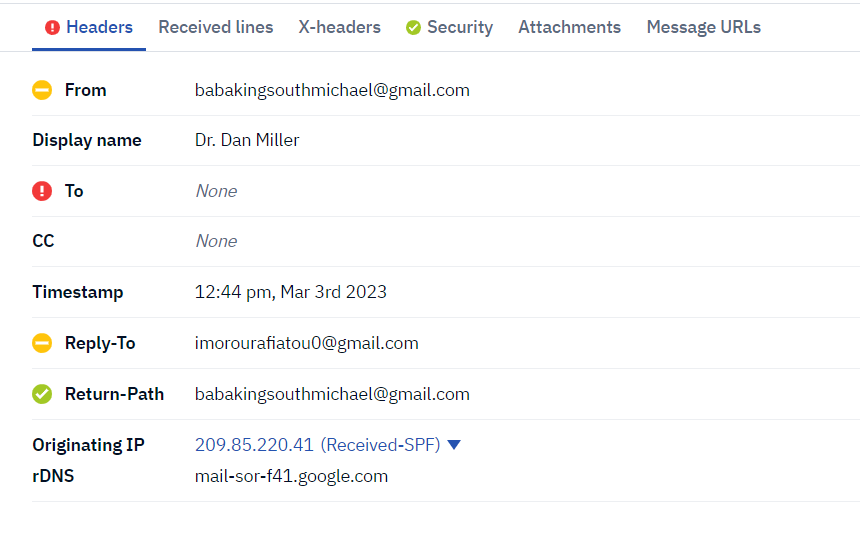 Headers Received lines X-headers Security Attachments Message URLs
From babakingsouthmichael@gmail.com
Display name Dr. Dan Miller
To None
CC None
Timestamp 12:44 pm, Mar 3rd 2023
Reply-To imorourafiatou0@gmail.com
Return-Path babakingsouthmichael@gmail.com
Originating IP 209.85.220.41 (Received-SPF)
rDNS mail-sor-f41.google.com